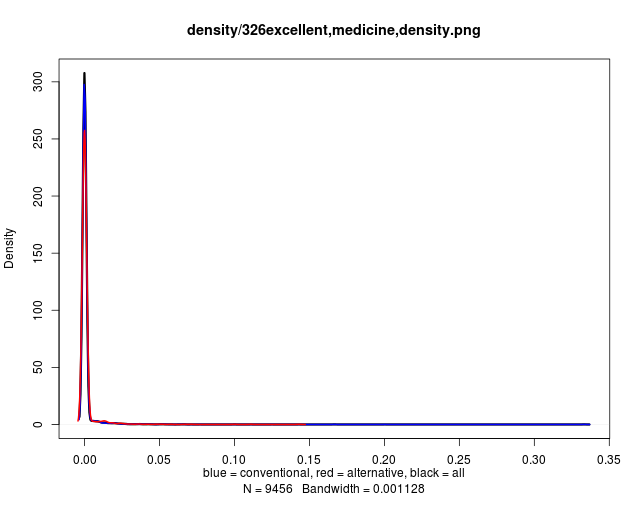 density/326excellent,medicine,density.png
Density
300
250
200
150
100
50
0
0.00 0.05 0.10 0.15 0.20 0.25 0.30 0.35
blue = conventional, red = alternative, black = all
N = 9456 Bandwidth = 0.001128